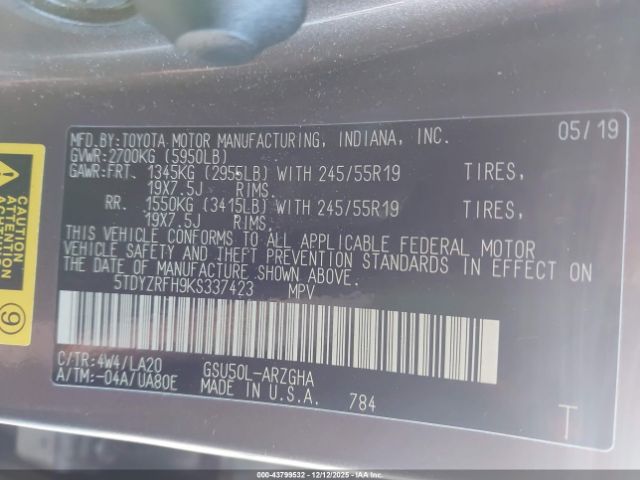 MFD.BY:TOYOTA MOTOR MANUFACTURING, INDIANA, INC. 05/19
GVWR:2700KG (5950LB)
GAWR:FRT. 1345KG (2955LB) WITH 245/55R19 TIRES,
19X7.5J RIMS.
RR. 1550KG (3415LB) WITH 245/55R19 TIRES,
19X7.5J RIMS.
THIS VEHICLE CONFORMS TO ALL APPLICABLE FEDERAL MOTOR
VEHICLE SAFETY AND THEFT PREVENTION STANDARDS IN EFFECT ON
THE DATE OF MANUFACTURE SHOWN ABOVE.
5TDYZRFH9KS337423 MPV
C/TR:4W4/LA20 GSU50L-ARZGHA
A/TM:-04A/UA80E MADE IN U.S.A. 784
T
CAUTION
ATTENTION
9
000-43799532 - 12/12/2025 - IAAI.COM